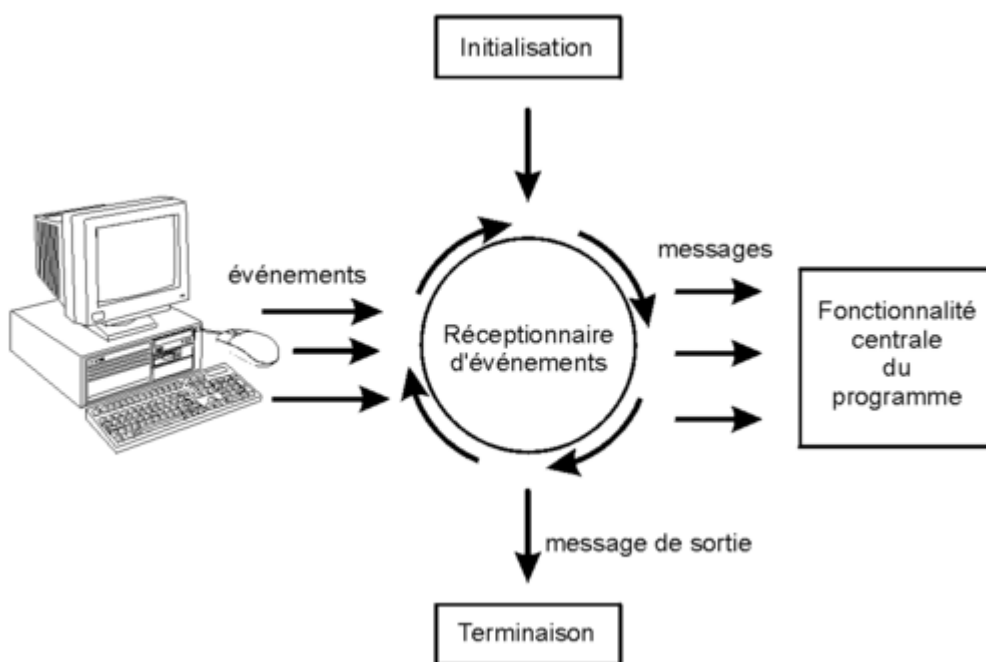 Initialisation
événements
messages
Réceptionnaire
d'événements
Fonctionnalité
centrale
du
programme
message de sortie
Terminaison